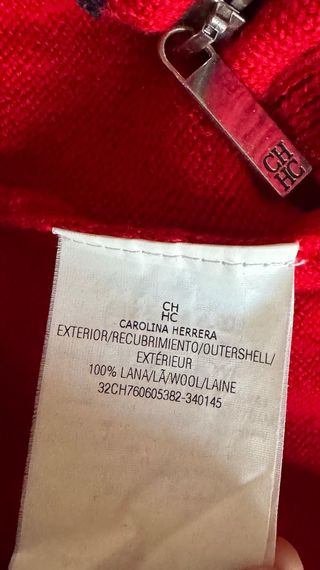 CH
HC
CH
HC
CAROLINA HERRERA
EXTERIOR/RECUBRIMIENTO/OUTERSHELL/
EXTÉRIEUR
100% LANA/LÃ/WOOL/LAINE
32CH760605382-340145